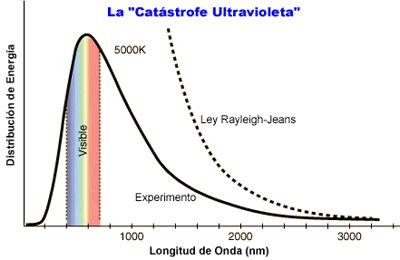 La "Catástrofe Ultravioleta"
5000K
Ley Rayleigh-Jeans
Visible
Experimento
Distribución de Energía
1000
2000
3000
Longitud de Onda (nm)